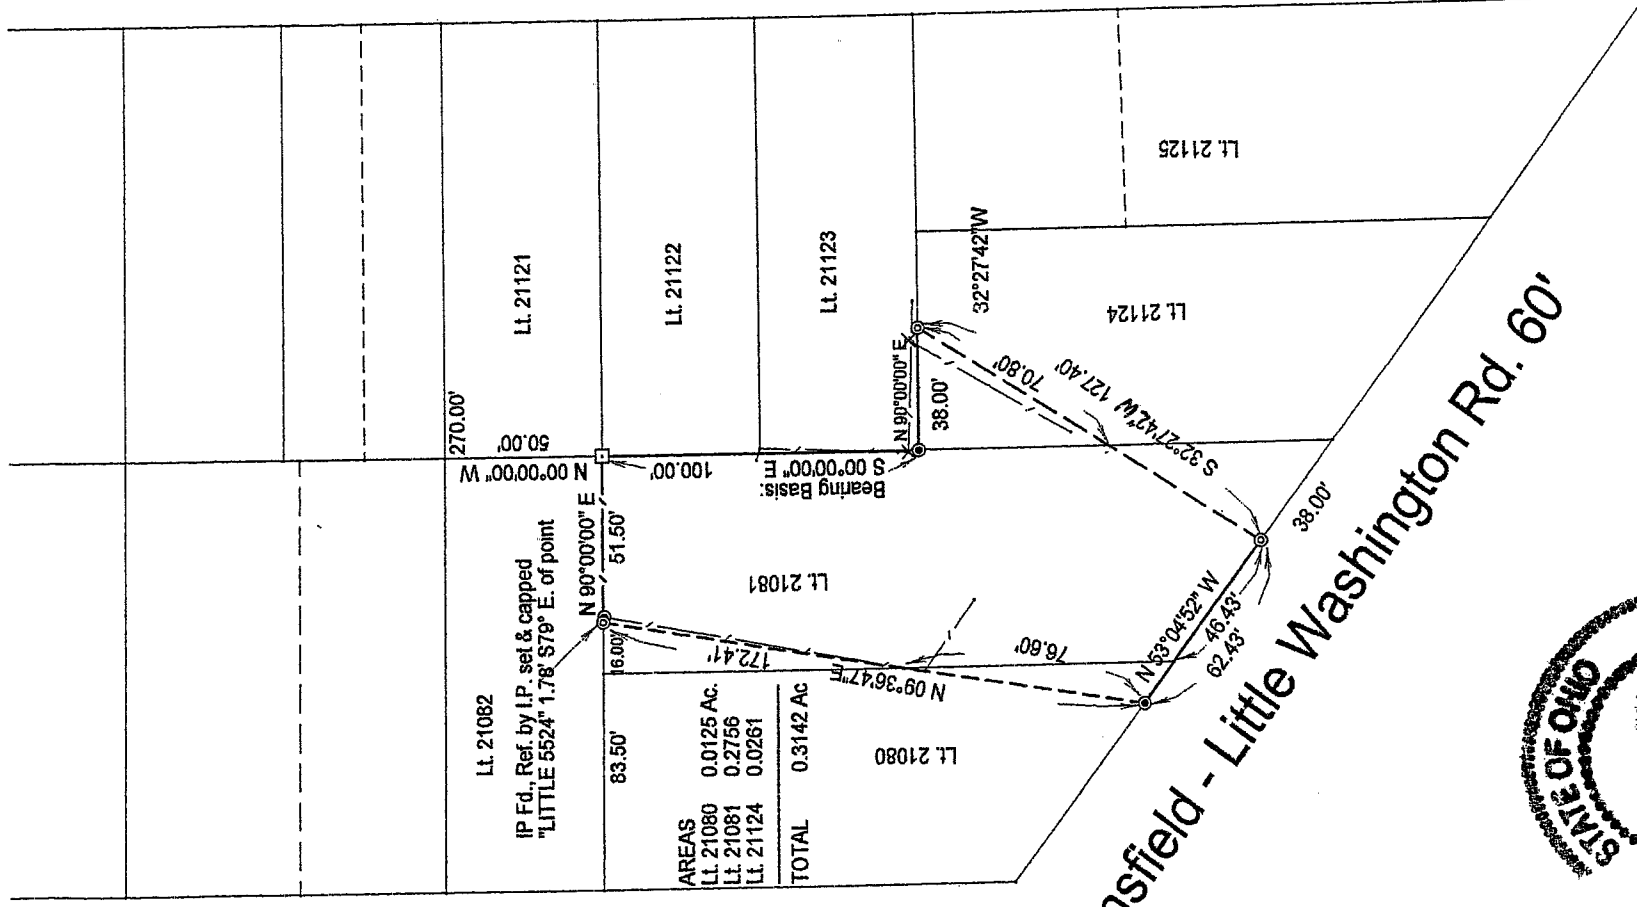 Lt. 21121
Lt. 21122
Lt. 21123
Lt. 21125
Lt. 21124
32°27'42"W
270.00'
50.00'
N 00°00'00" W
100.00'
S 00°00'00" E
Bearing Basis:
N 90°00'00" E
38.00'
70.80'
S 32°27'42"W 127.40'
N 90°00'00" E
51.50'
IP Fd., Ref. by I.P. set & capped
"LITTLE 5524" 1.78' S79° E. of point
Lt. 21082
16.00'
83.50'
172.41'
N 09°36'47"E
Lt. 21081
76.60'
N 53°04'52" W
46.43'
62.43'
38.00'
Lt. 21080
AREAS
Lt. 21080 0.0125 Ac.
Lt. 21081 0.2756
Lt. 21124 0.0261
TOTAL 0.3142 Ac
nsfield - Little Washington Rd. 60'
STATE OF OHIO